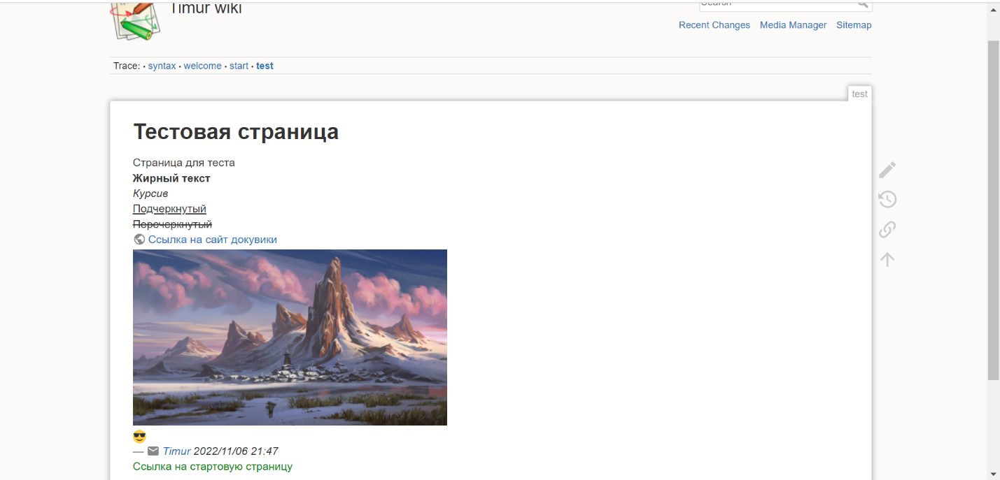 Timur wiki
Search
Recent Changes Media Manager Sitemap
Trace: • syntax • welcome • start • test
test
Тестовая страница
Страница для теста
Жирный текст
Курсив
Подчеркнутый
Перечеркнутый
Ссылка на сайт докувики
— Timur 2022/11/06 21:47
Ссылка на стартовую страницу